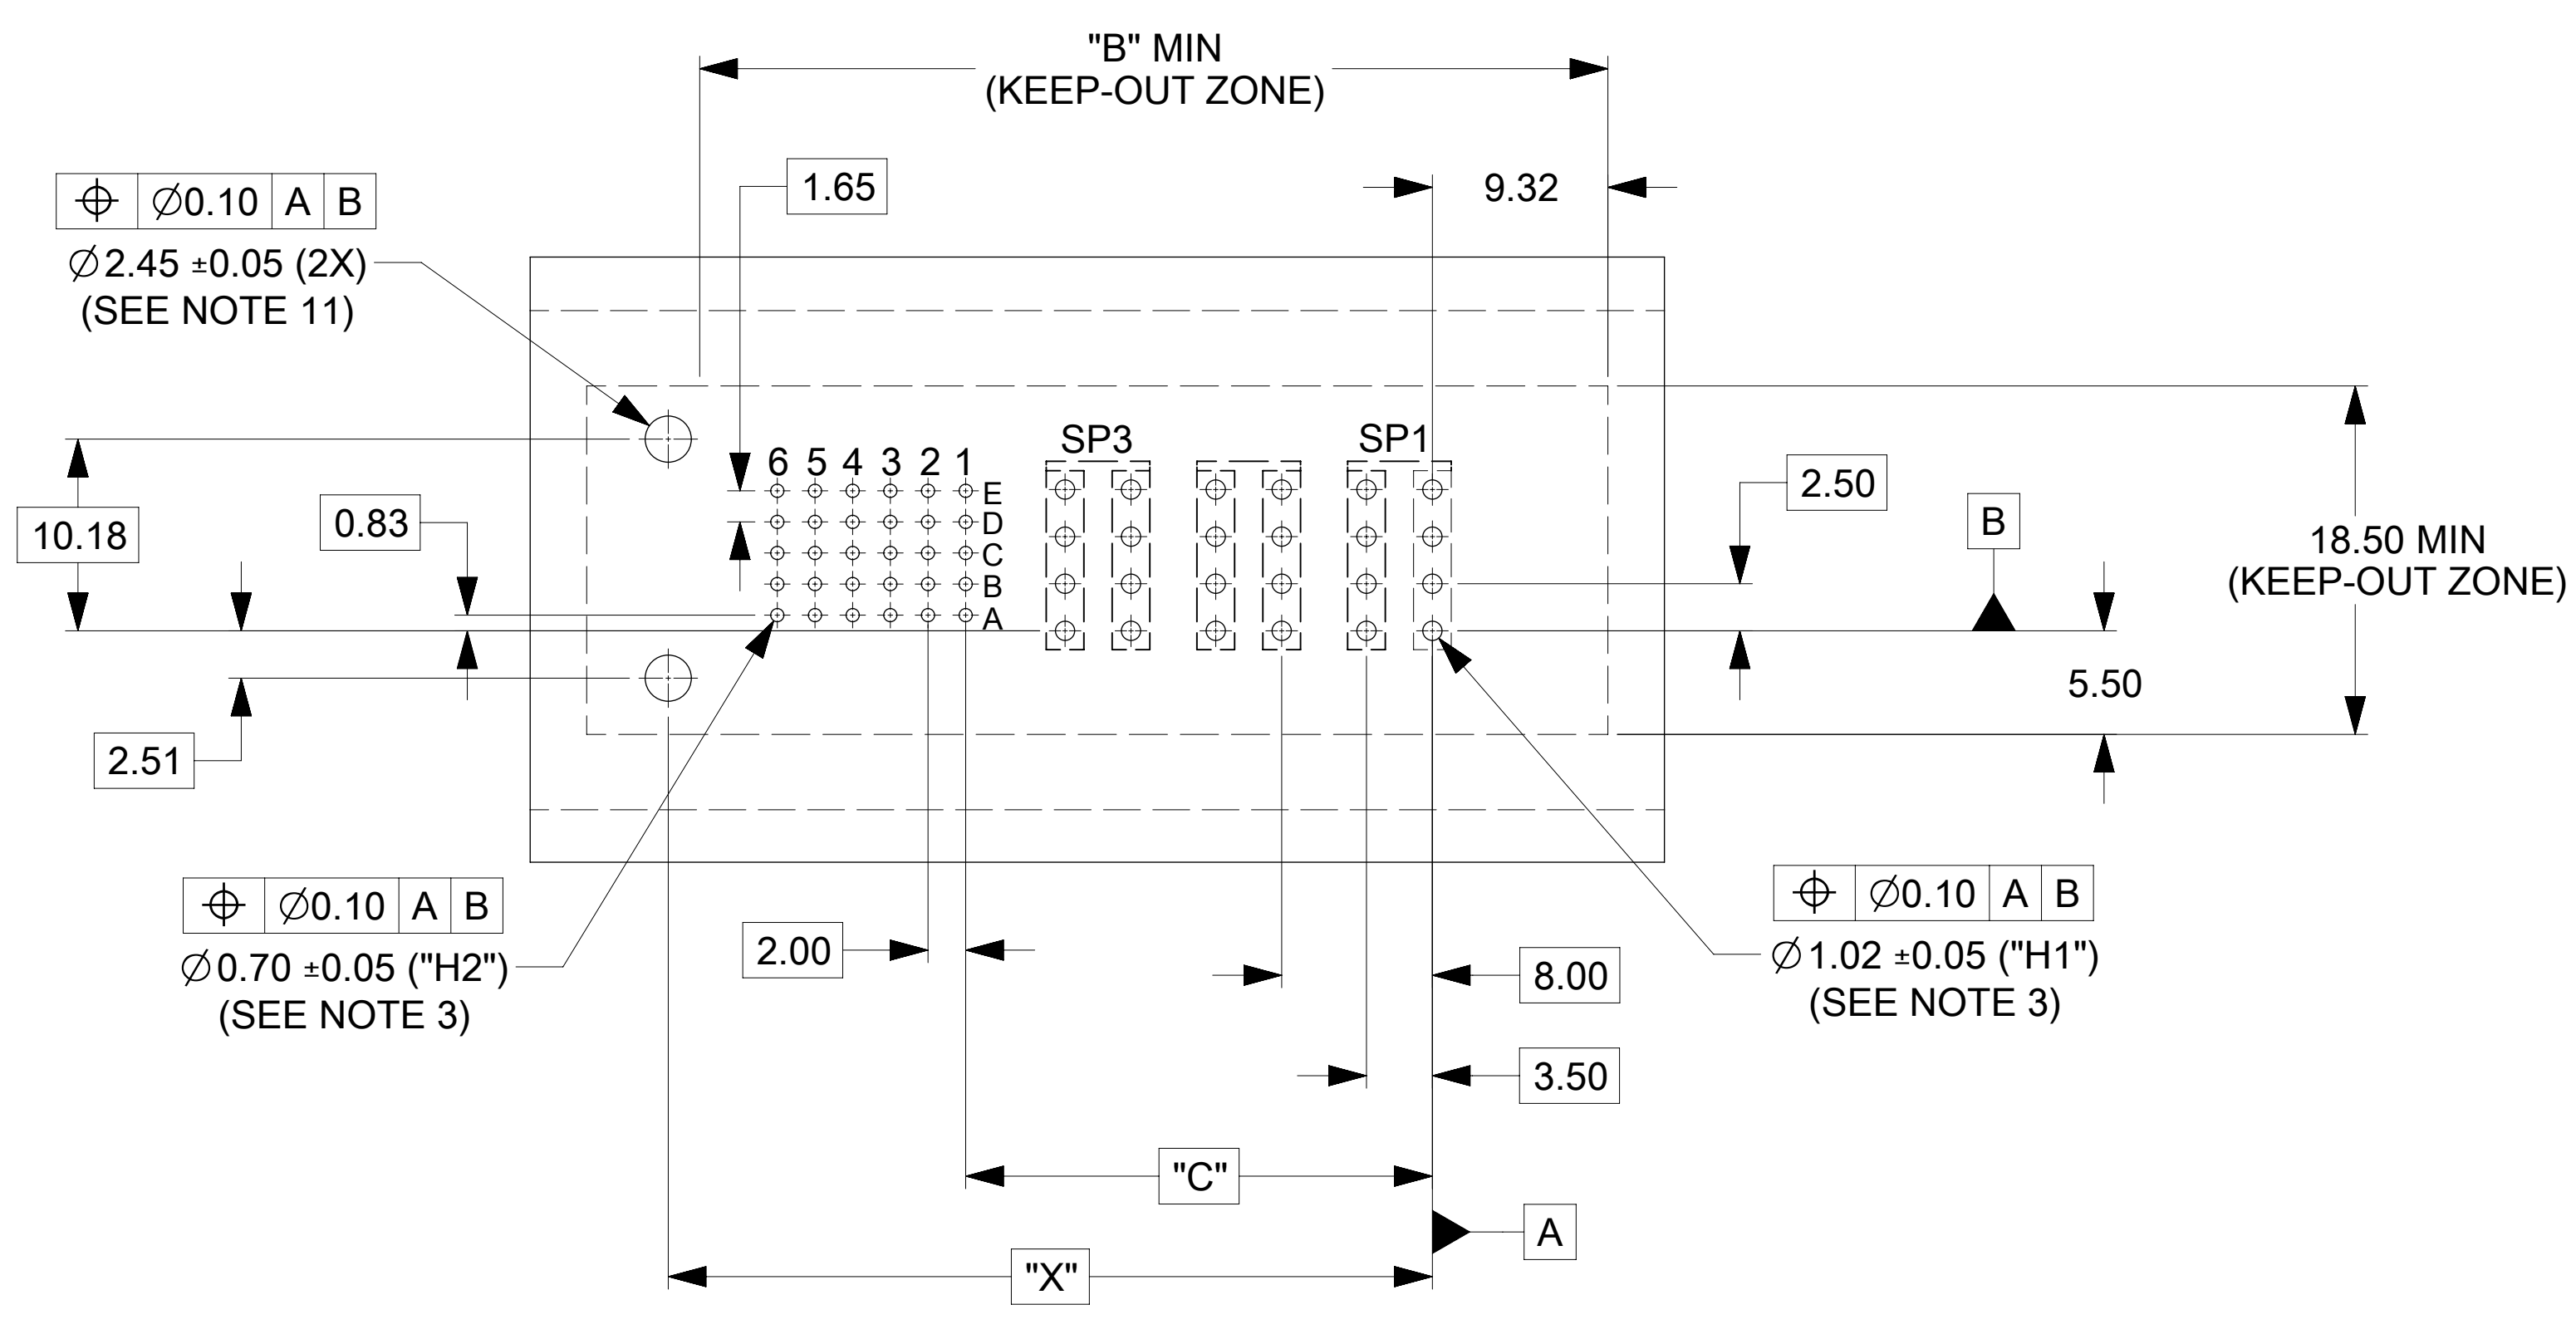 "B" MIN
(KEEP-OUT ZONE)
1.65
9.32
⌖ ∅0.10 A B
∅2.45 ±0.05 (2X)
(SEE NOTE 11)
SP3
SP1
6 5 4 3 2 1
E
D
C
B
A
10.18
0.83
2.51
2.50
B
18.50 MIN
(KEEP-OUT ZONE)
5.50
⌖ ∅0.10 A B
∅0.70 ±0.05 ("H2")
(SEE NOTE 3)
2.00
8.00
3.50
⌖ ∅0.10 A B
∅1.02 ±0.05 ("H1")
(SEE NOTE 3)
"C"
A
"X"